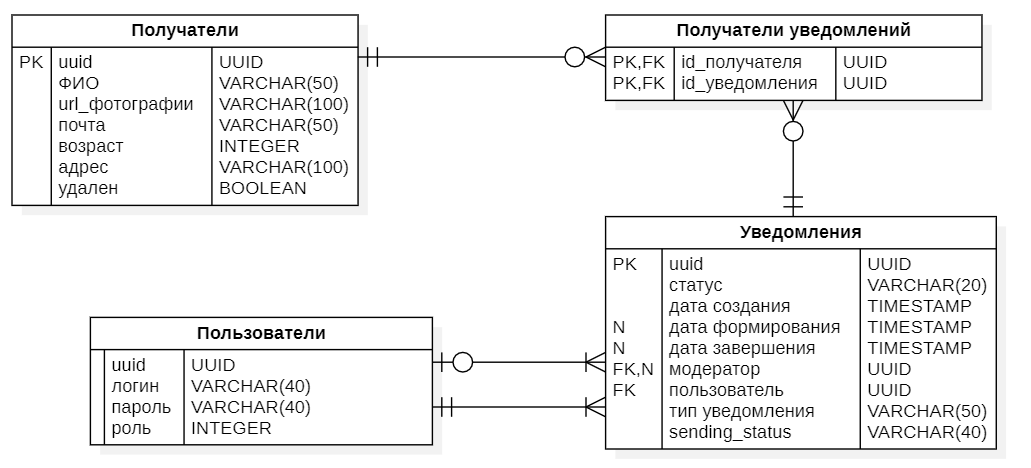 Получатели
PK uuid UUID
ФИО VARCHAR(50)
url_фотографии VARCHAR(100)
почта VARCHAR(50)
возраст INTEGER
адрес VARCHAR(100)
удален BOOLEAN
Получатели уведомлений
PK,FK id_получателя UUID
PK,FK id_уведомления UUID
Уведомления
PK uuid UUID
статус VARCHAR(20)
дата создания TIMESTAMP
N дата формирования TIMESTAMP
N дата завершения TIMESTAMP
FK,N модератор UUID
FK пользователь UUID
тип уведомления VARCHAR(50)
sending_status VARCHAR(40)
Пользователи
uuid UUID
логин VARCHAR(40)
пароль VARCHAR(40)
роль INTEGER